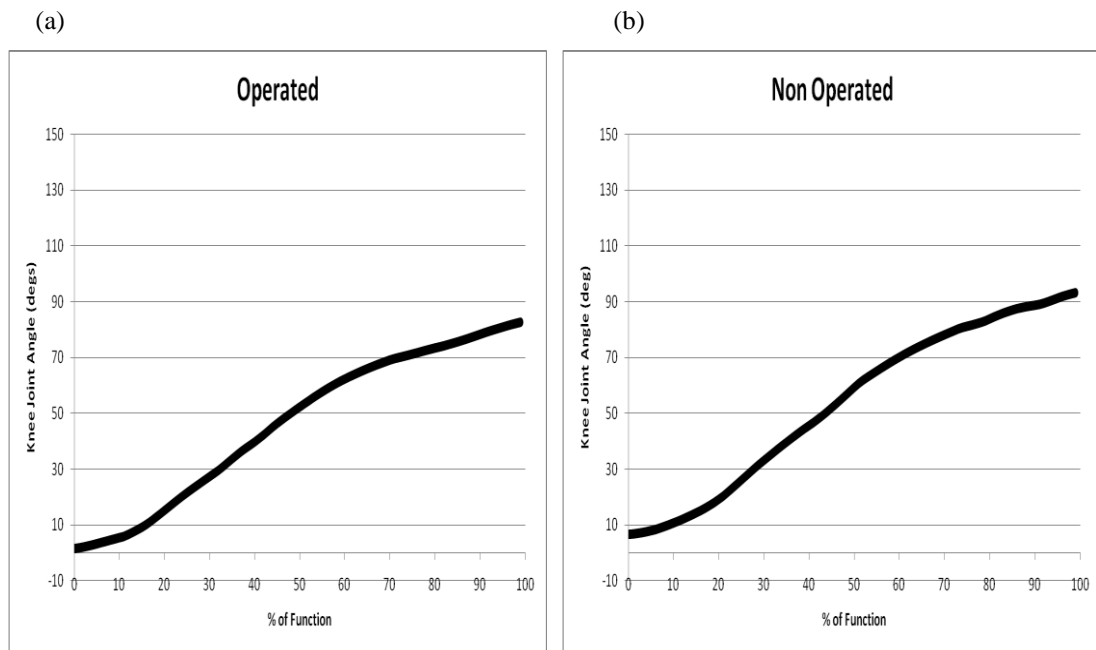 (a)
(b)
Operated
150
130
110
90
70
50
30
10
-10
Knee Joint Angle (degs)
0 10 20 30 40 50 60 70 80 90 100
% of Function
Non Operated
150
130
110
90
70
50
30
10
-10
Knee Joint Angle (deg)
0 10 20 30 40 50 60 70 80 90 100
% of Function